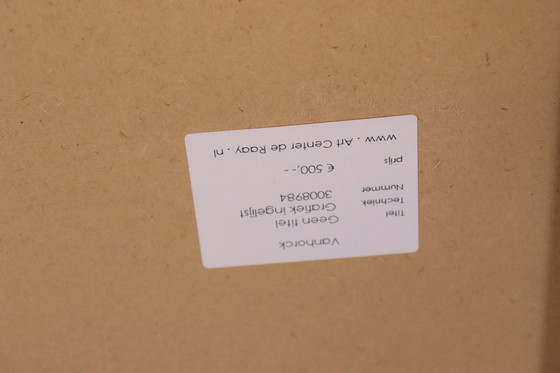 Vanhorck
Titel Geen titel
Techniek Grafiek ingelijst
Nummer 3008984
prijs € 500,--
www . Art Center de Raay . nl